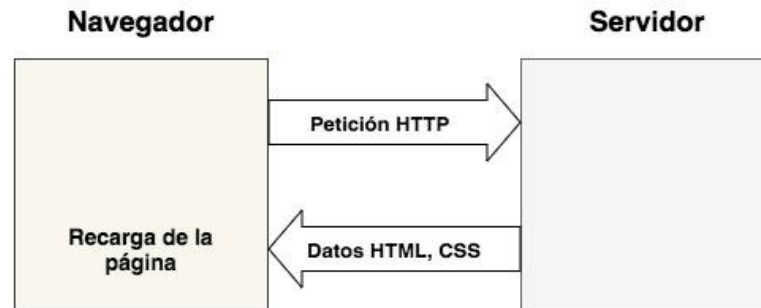 Navegador
Servidor
Petición HTTP
Recarga de la
página
Datos HTML, CSS